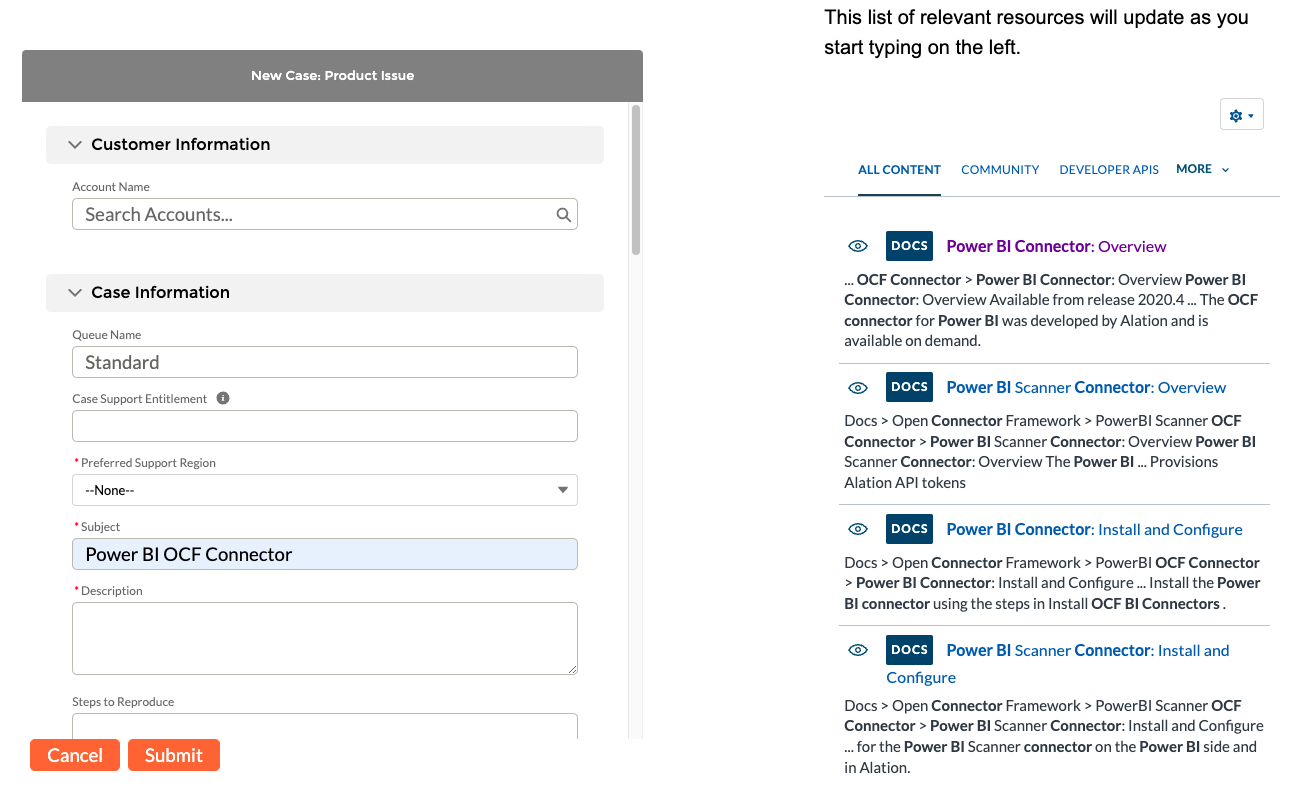 This list of relevant resources will update as you
start typing on the left.
New Case: Product Issue
Customer Information
Account Name
Search Accounts...
Case Information
Queue Name
Standard
Case Support Entitlement
*Preferred Support Region
--None--
*Subject
Power BI OCF Connector
*Description
Steps to Reproduce
Cancel Submit
ALL CONTENT COMMUNITY DEVELOPER APIS MORE
DOCS Power BI Connector: Overview
... OCF Connector > Power BI Connector: Overview Power BI
Connector: Overview Available from release 2020.4 ... The OCF
connector for Power BI was developed by Alation and is
available on demand.
DOCS Power BI Scanner Connector: Overview
Docs > Open Connector Framework > PowerBI Scanner OCF
Connector > Power BI Scanner Connector: Overview Power BI
Scanner Connector: Overview The Power BI ... Provisions
Alation API tokens
DOCS Power BI Connector: Install and Configure
Docs > Open Connector Framework > PowerBI OCF Connector
> Power BI Connector: Install and Configure ... Install the Power
BI connector using the steps in Install OCF BI Connectors .
DOCS Power BI Scanner Connector: Install and
Configure
Docs > Open Connector Framework > PowerBI Scanner OCF
Connector > Power BI Scanner Connector: Install and Configure
... for the Power BI Scanner connector on the Power BI side and
in Alation.